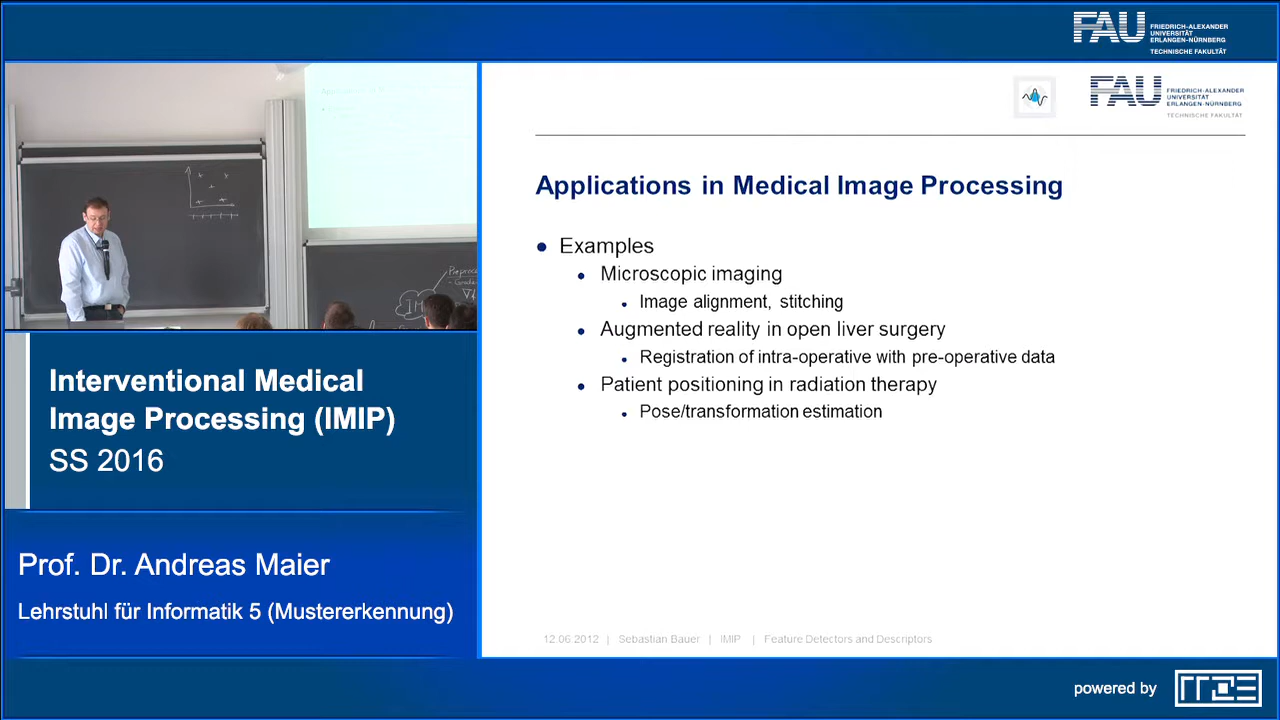 FAU
FRIEDRICH-ALEXANDER
UNIVERSITÄT
ERLANGEN-NÜRNBERG
TECHNISCHE FAKULTÄT
FAU
FRIEDRICH-ALEXANDER
UNIVERSITÄT
ERLANGEN-NÜRNBERG
TECHNISCHE FAKULTÄT
Applications in Medical Image Processing
Examples
Microscopic imaging
Image alignment, stitching
Augmented reality in open liver surgery
Registration of intra-operative with pre-operative data
Patient positioning in radiation therapy
Pose/transformation estimation
12.06.2012 | Sebastian Bauer | IMIP | Feature Detectors and Descriptors
Interventional Medical
Image Processing (IMIP)
SS 2016
Prof. Dr. Andreas Maier
Lehrstuhl für Informatik 5 (Mustererkennung)
powered by